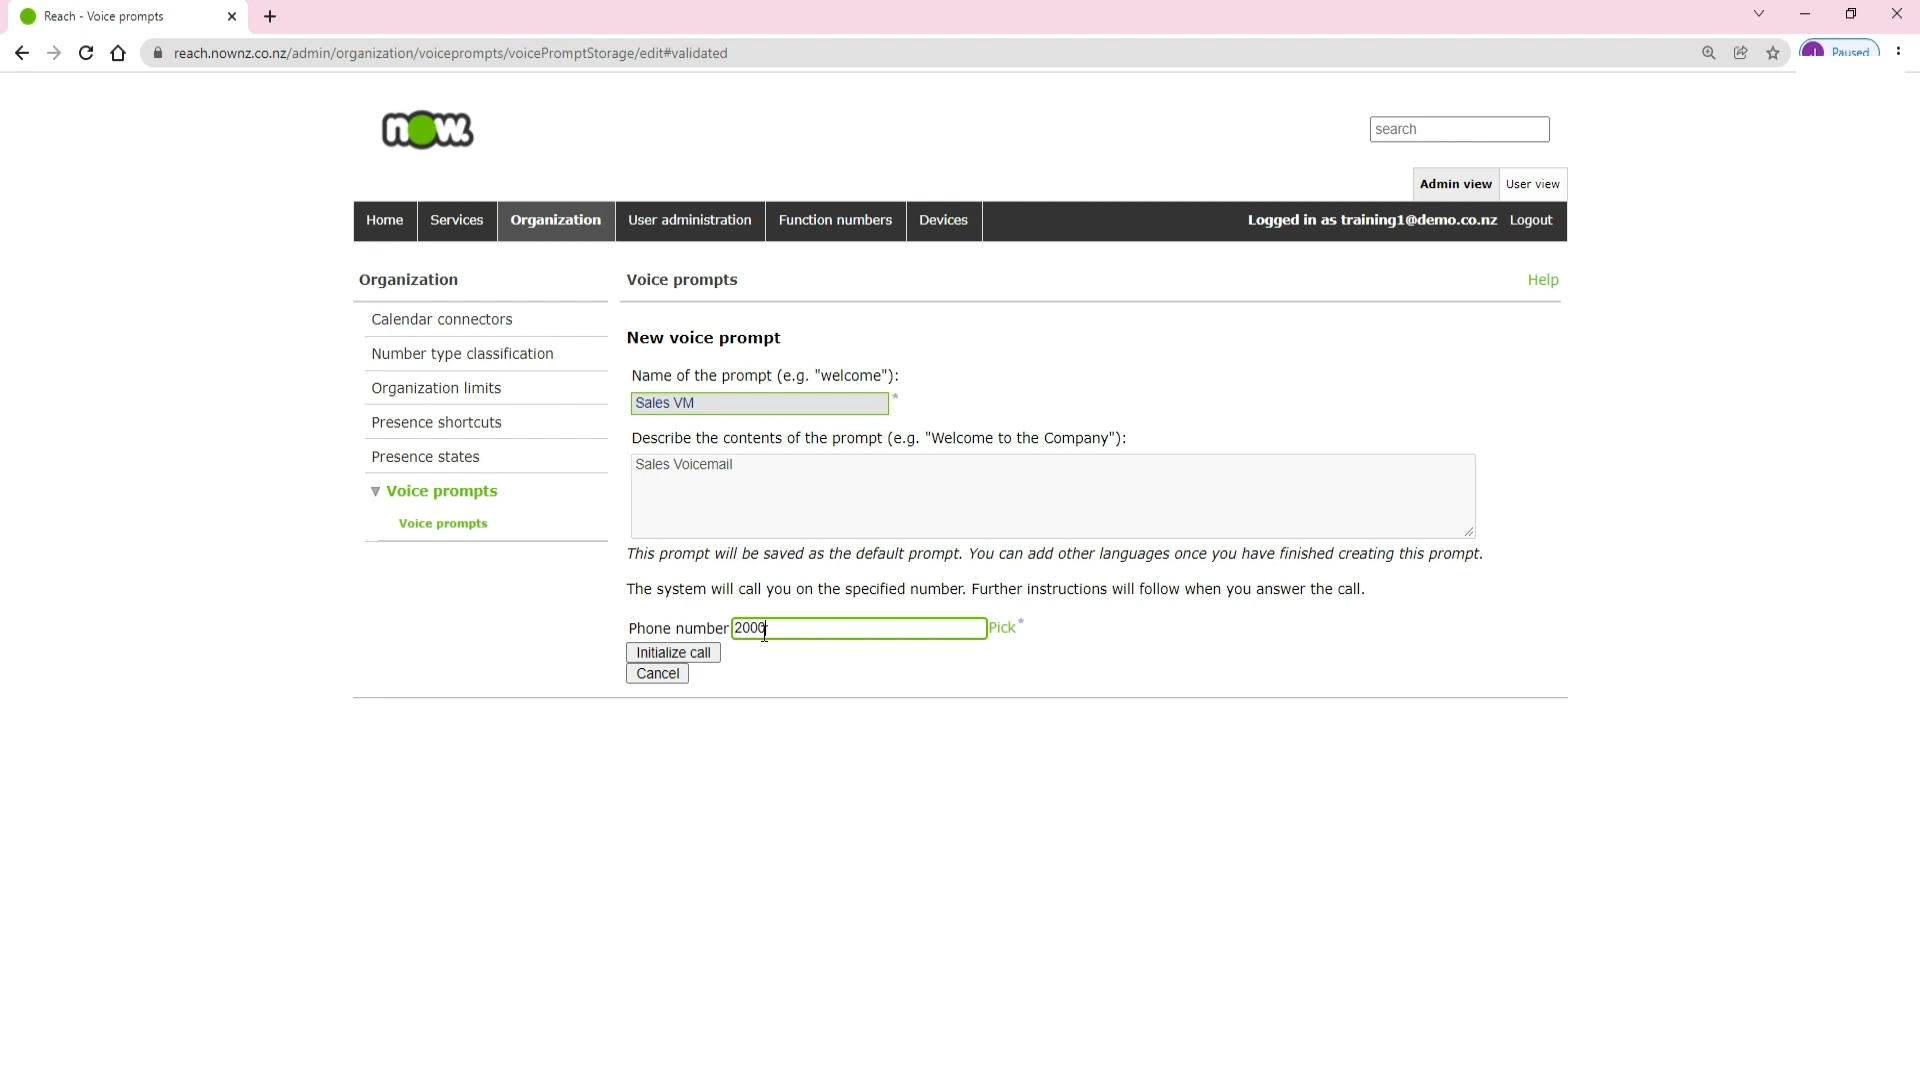 Reach - Voice prompts
reach.nownz.co.nz/admin/organization/voiceprompts/voicePromptStorage/edit#validated
Paused
now.
search
Admin view User view
Home Services Organization User administration Function numbers Devices Logged in as training1@demo.co.nz Logout
Organization
Voice prompts Help
Calendar connectors
Number type classification
Organization limits
Presence shortcuts
Presence states
Voice prompts
Voice prompts
New voice prompt
Name of the prompt (e.g. "welcome"):
Sales VM *
Describe the contents of the prompt (e.g. "Welcome to the Company"):
Sales Voicemail
This prompt will be saved as the default prompt. You can add other languages once you have finished creating this prompt.
The system will call you on the specified number. Further instructions will follow when you answer the call.
Phone number 2000 Pick *
Initialize call
Cancel